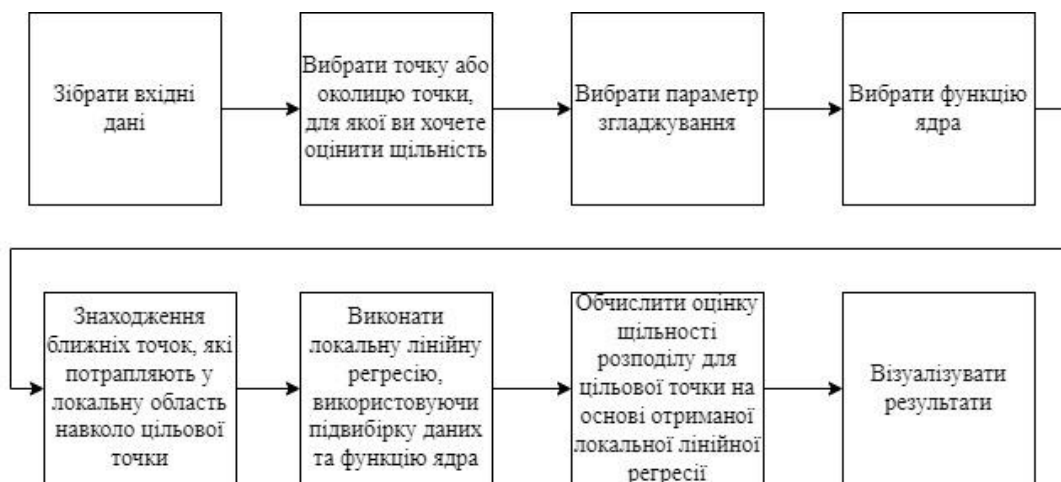 Зібрати вхідні
дані
Вибрати точку або
околицю точки,
для якої ви хочете
оцінити щільність
Вибрати параметр
згладжування
Вибрати функцію
ядра
Знаходження
ближніх точок, які
потрапляють у
локальну область
навколо цільової
точки
Виконати
локальну лінійну
регресію,
використовуючи
підвибірку даних
та функцію ядра
Обчислити оцінку
щільності
розподілу для
цільової точки на
основі отриманої
локальної лінійної
регресії
Візуалізувати
результати